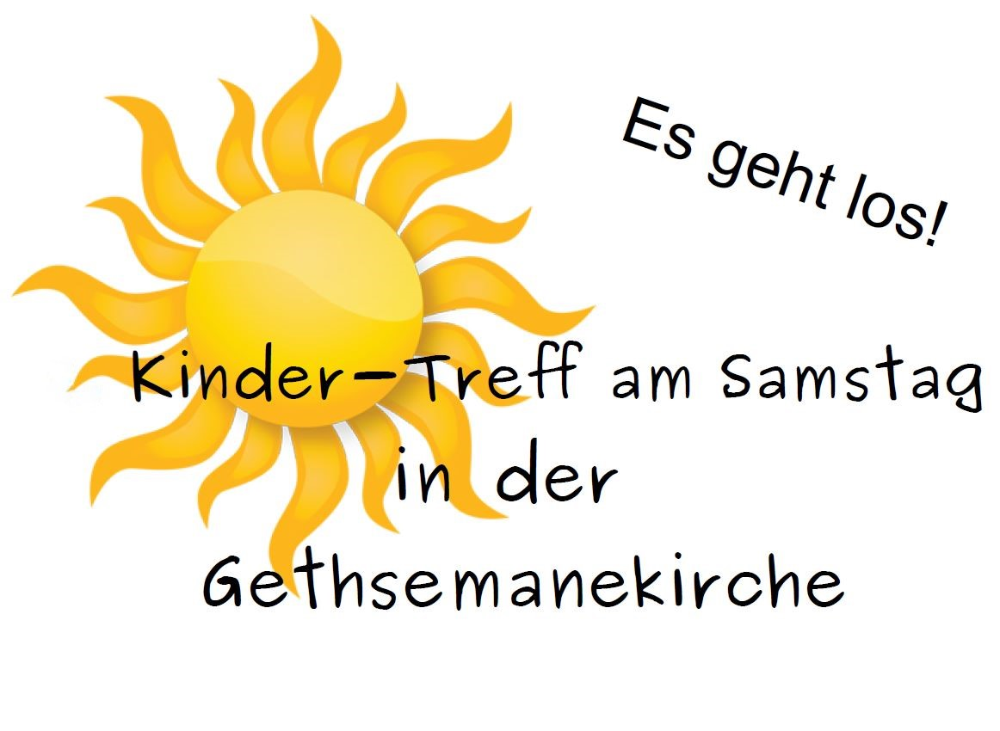 Es geht los!
Kinder-Treff am Samstag
in der
Gethsemanekirche